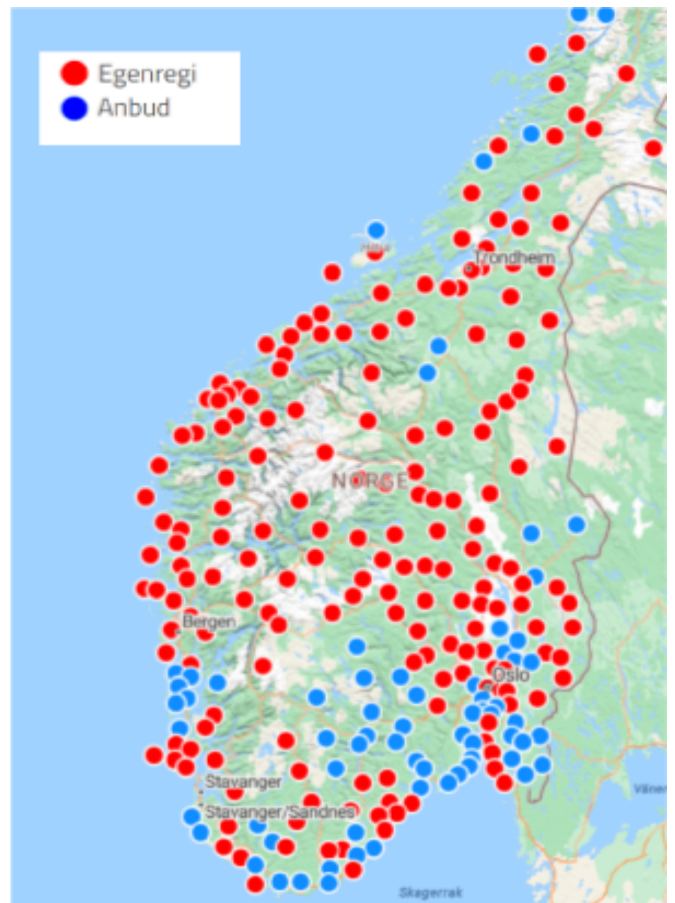 Egenregi
Anbud
Trondheim
NORGE
Bergen
Oslo
Stavanger
Stavanger/Sandnes
Skagerrak